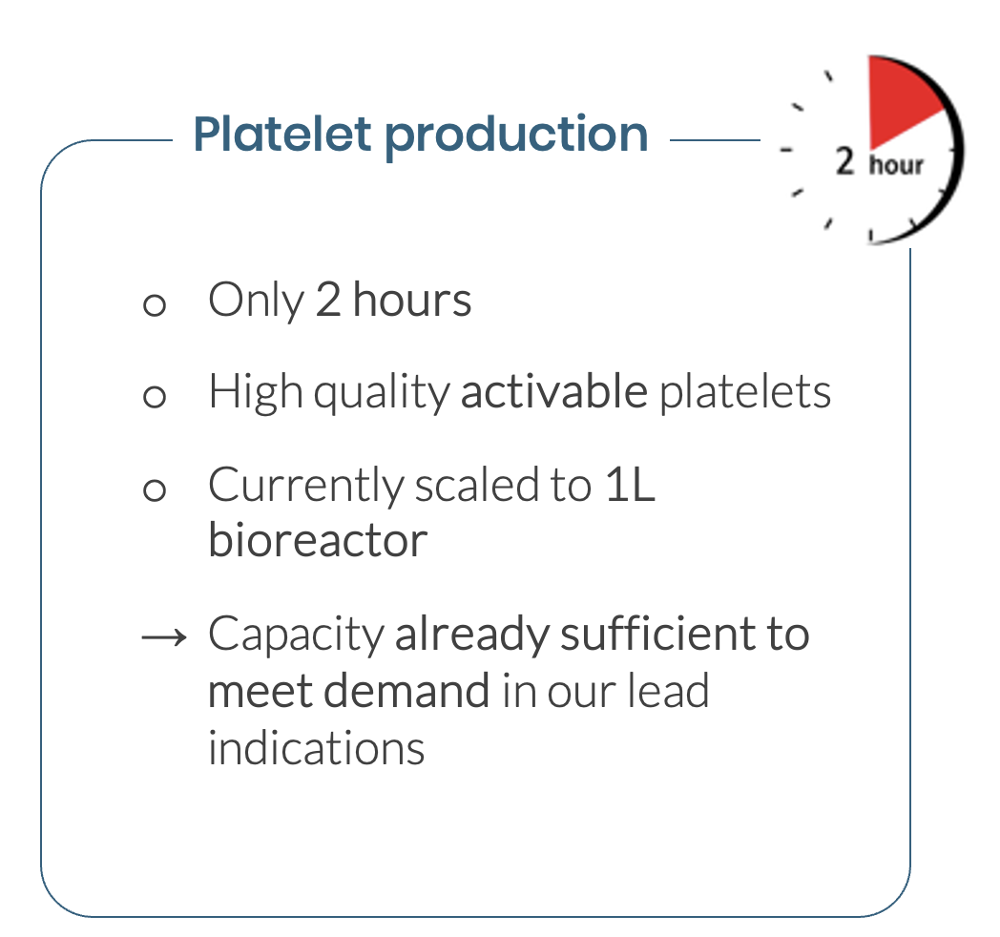 Platelet production
2 hour
o Only 2 hours
o High quality activable platelets
o Currently scaled to 1L
bioreactor
→ Capacity already sufficient to
meet demand in our lead
indications